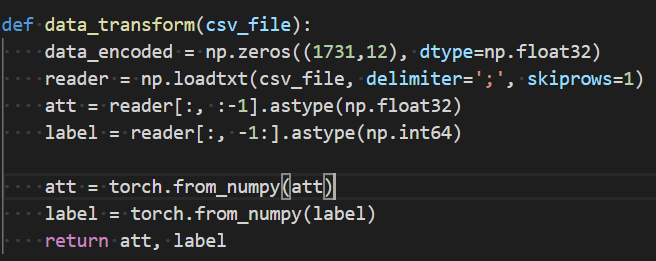 def data_transform(csv_file):
    data_encoded = np.zeros((1731,12), dtype=np.float32)
    reader = np.loadtxt(csv_file, delimiter=';', skiprows=1)
    att = reader[:, :-1].astype(np.float32)
    label = reader[:, -1:].astype(np.int64)

    att = torch.from_numpy(att)
    label = torch.from_numpy(label)
    return att, label